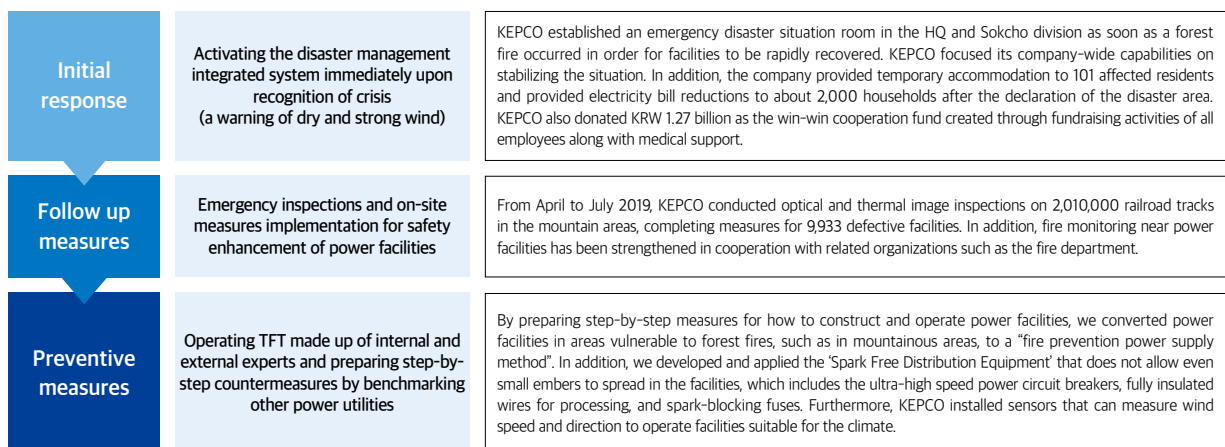 Initial
response
Activating the disaster management
integrated system immediately upon
recognition of crisis
(a warning of dry and strong wind)
KEPCO established an emergency disaster situation room in the HQ and Sokcho division as soon as a forest
fire occurred in order for facilities to be rapidly recovered. KEPCO focused its company-wide capabilities on
stabilizing the situation. In addition, the company provided temporary accommodation to 101 affected residents
and provided electricity bill reductions to about 2,000 households after the declaration of the disaster area.
KEPCO also donated KRW 1.27 billion as the win-win cooperation fund created through fundraising activities of all
employees along with medical support.
Follow up
measures
Emergency inspections and on-site
measures implementation for safety
enhancement of power facilities
From April to July 2019, KEPCO conducted optical and thermal image inspections on 2,010,000 railroad tracks
in the mountain areas, completing measures for 9,933 defective facilities. In addition, fire monitoring near power
facilities has been strengthened in cooperation with related organizations such as the fire department.
Preventive
measures
Operating TFT made up of internal and
external experts and preparing step-by-
step countermeasures by benchmarking
other power utilities
By preparing step-by-step measures for how to construct and operate power facilities, we converted power
facilities in areas vulnerable to forest fires, such as in mountainous areas, to a "fire prevention power supply
method". In addition, we developed and applied the 'Spark Free Distribution Equipment' that does not allow even
small embers to spread in the facilities, which includes the ultra-high speed power circuit breakers, fully insulated
wires for processing, and spark-blocking fuses. Furthermore, KEPCO installed sensors that can measure wind
speed and direction to operate facilities suitable for the climate.